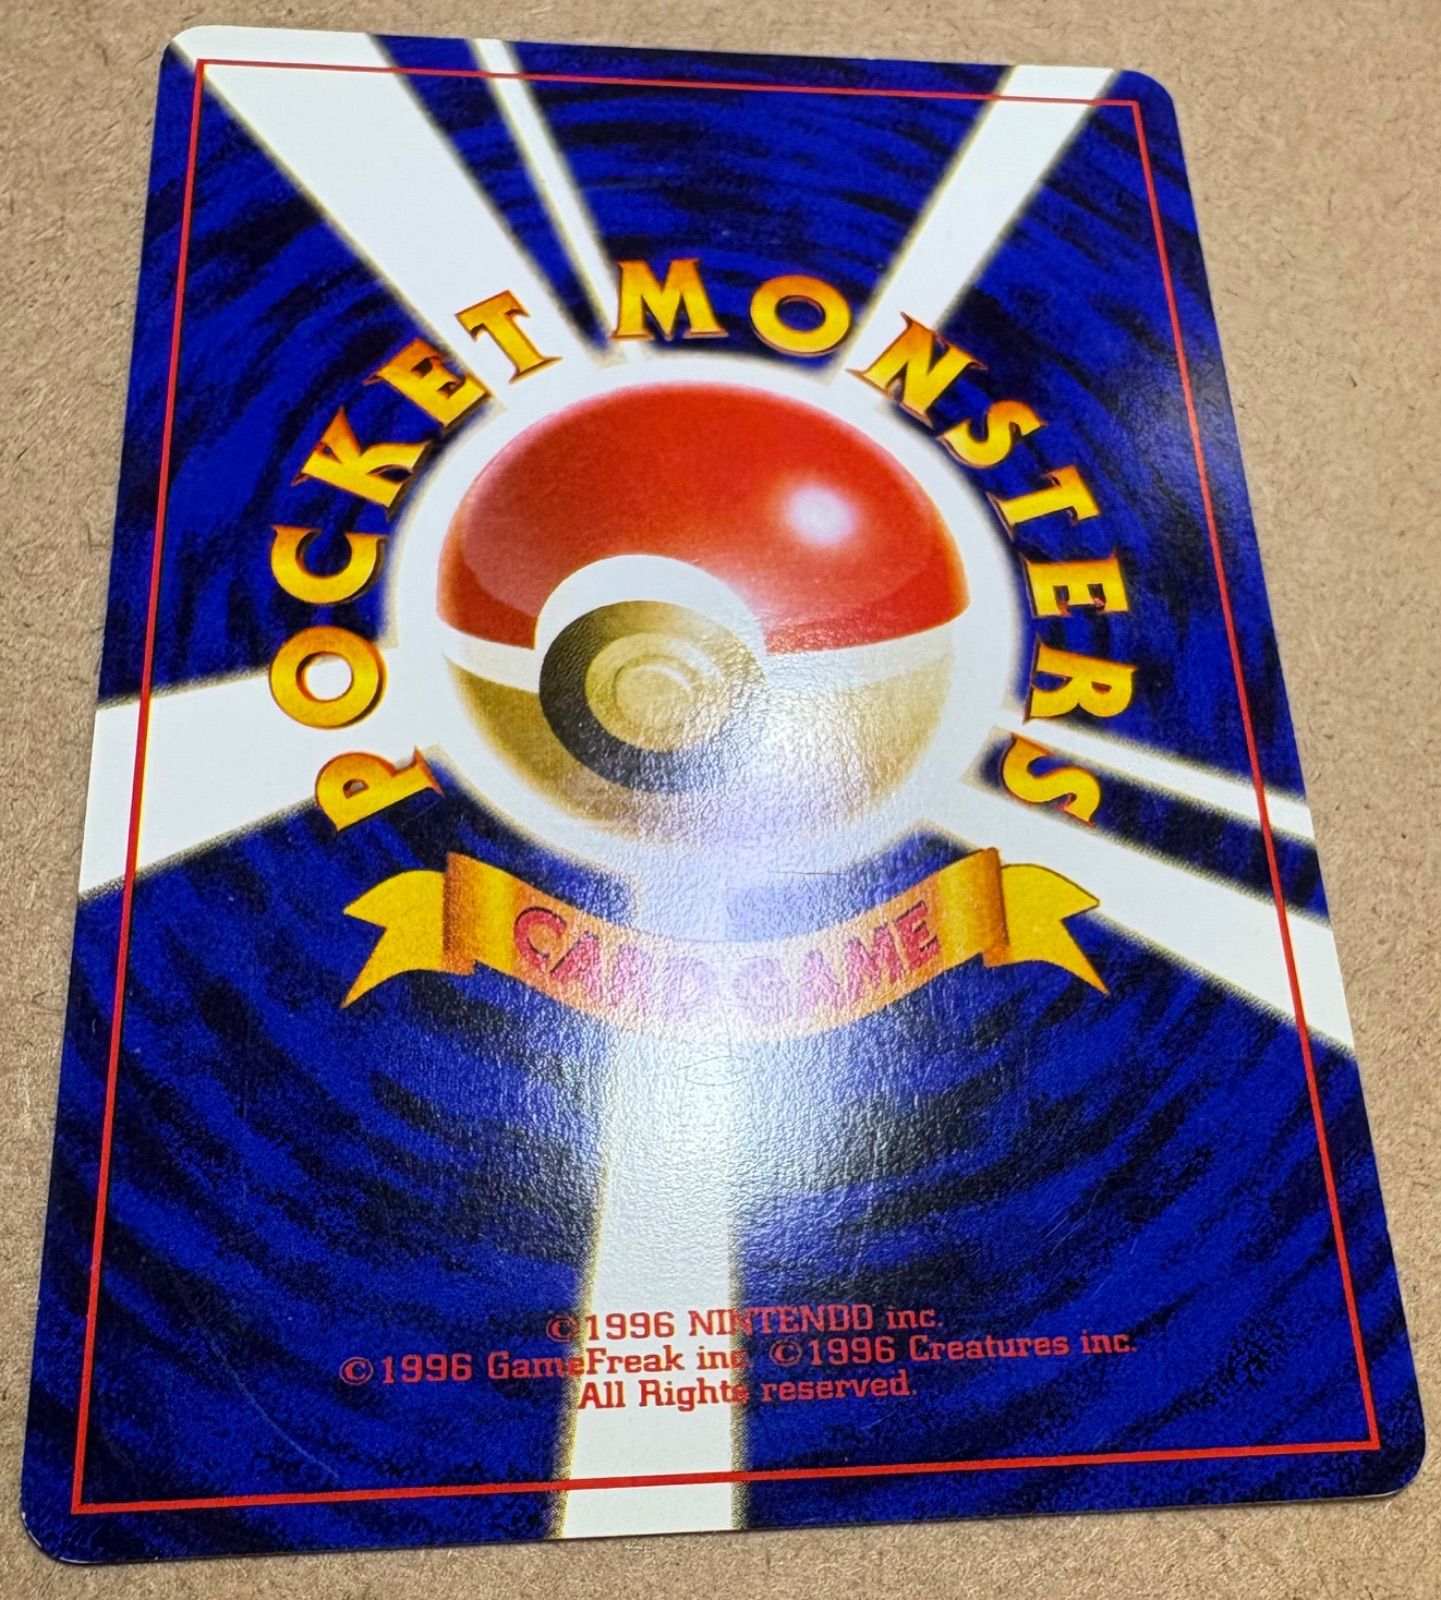 POCKET MONSTERS
CARD GAME
©1996 NINTENDO inc.
©1996 GameFreak inc. ©1996 Creatures inc.
All Rights reserved.